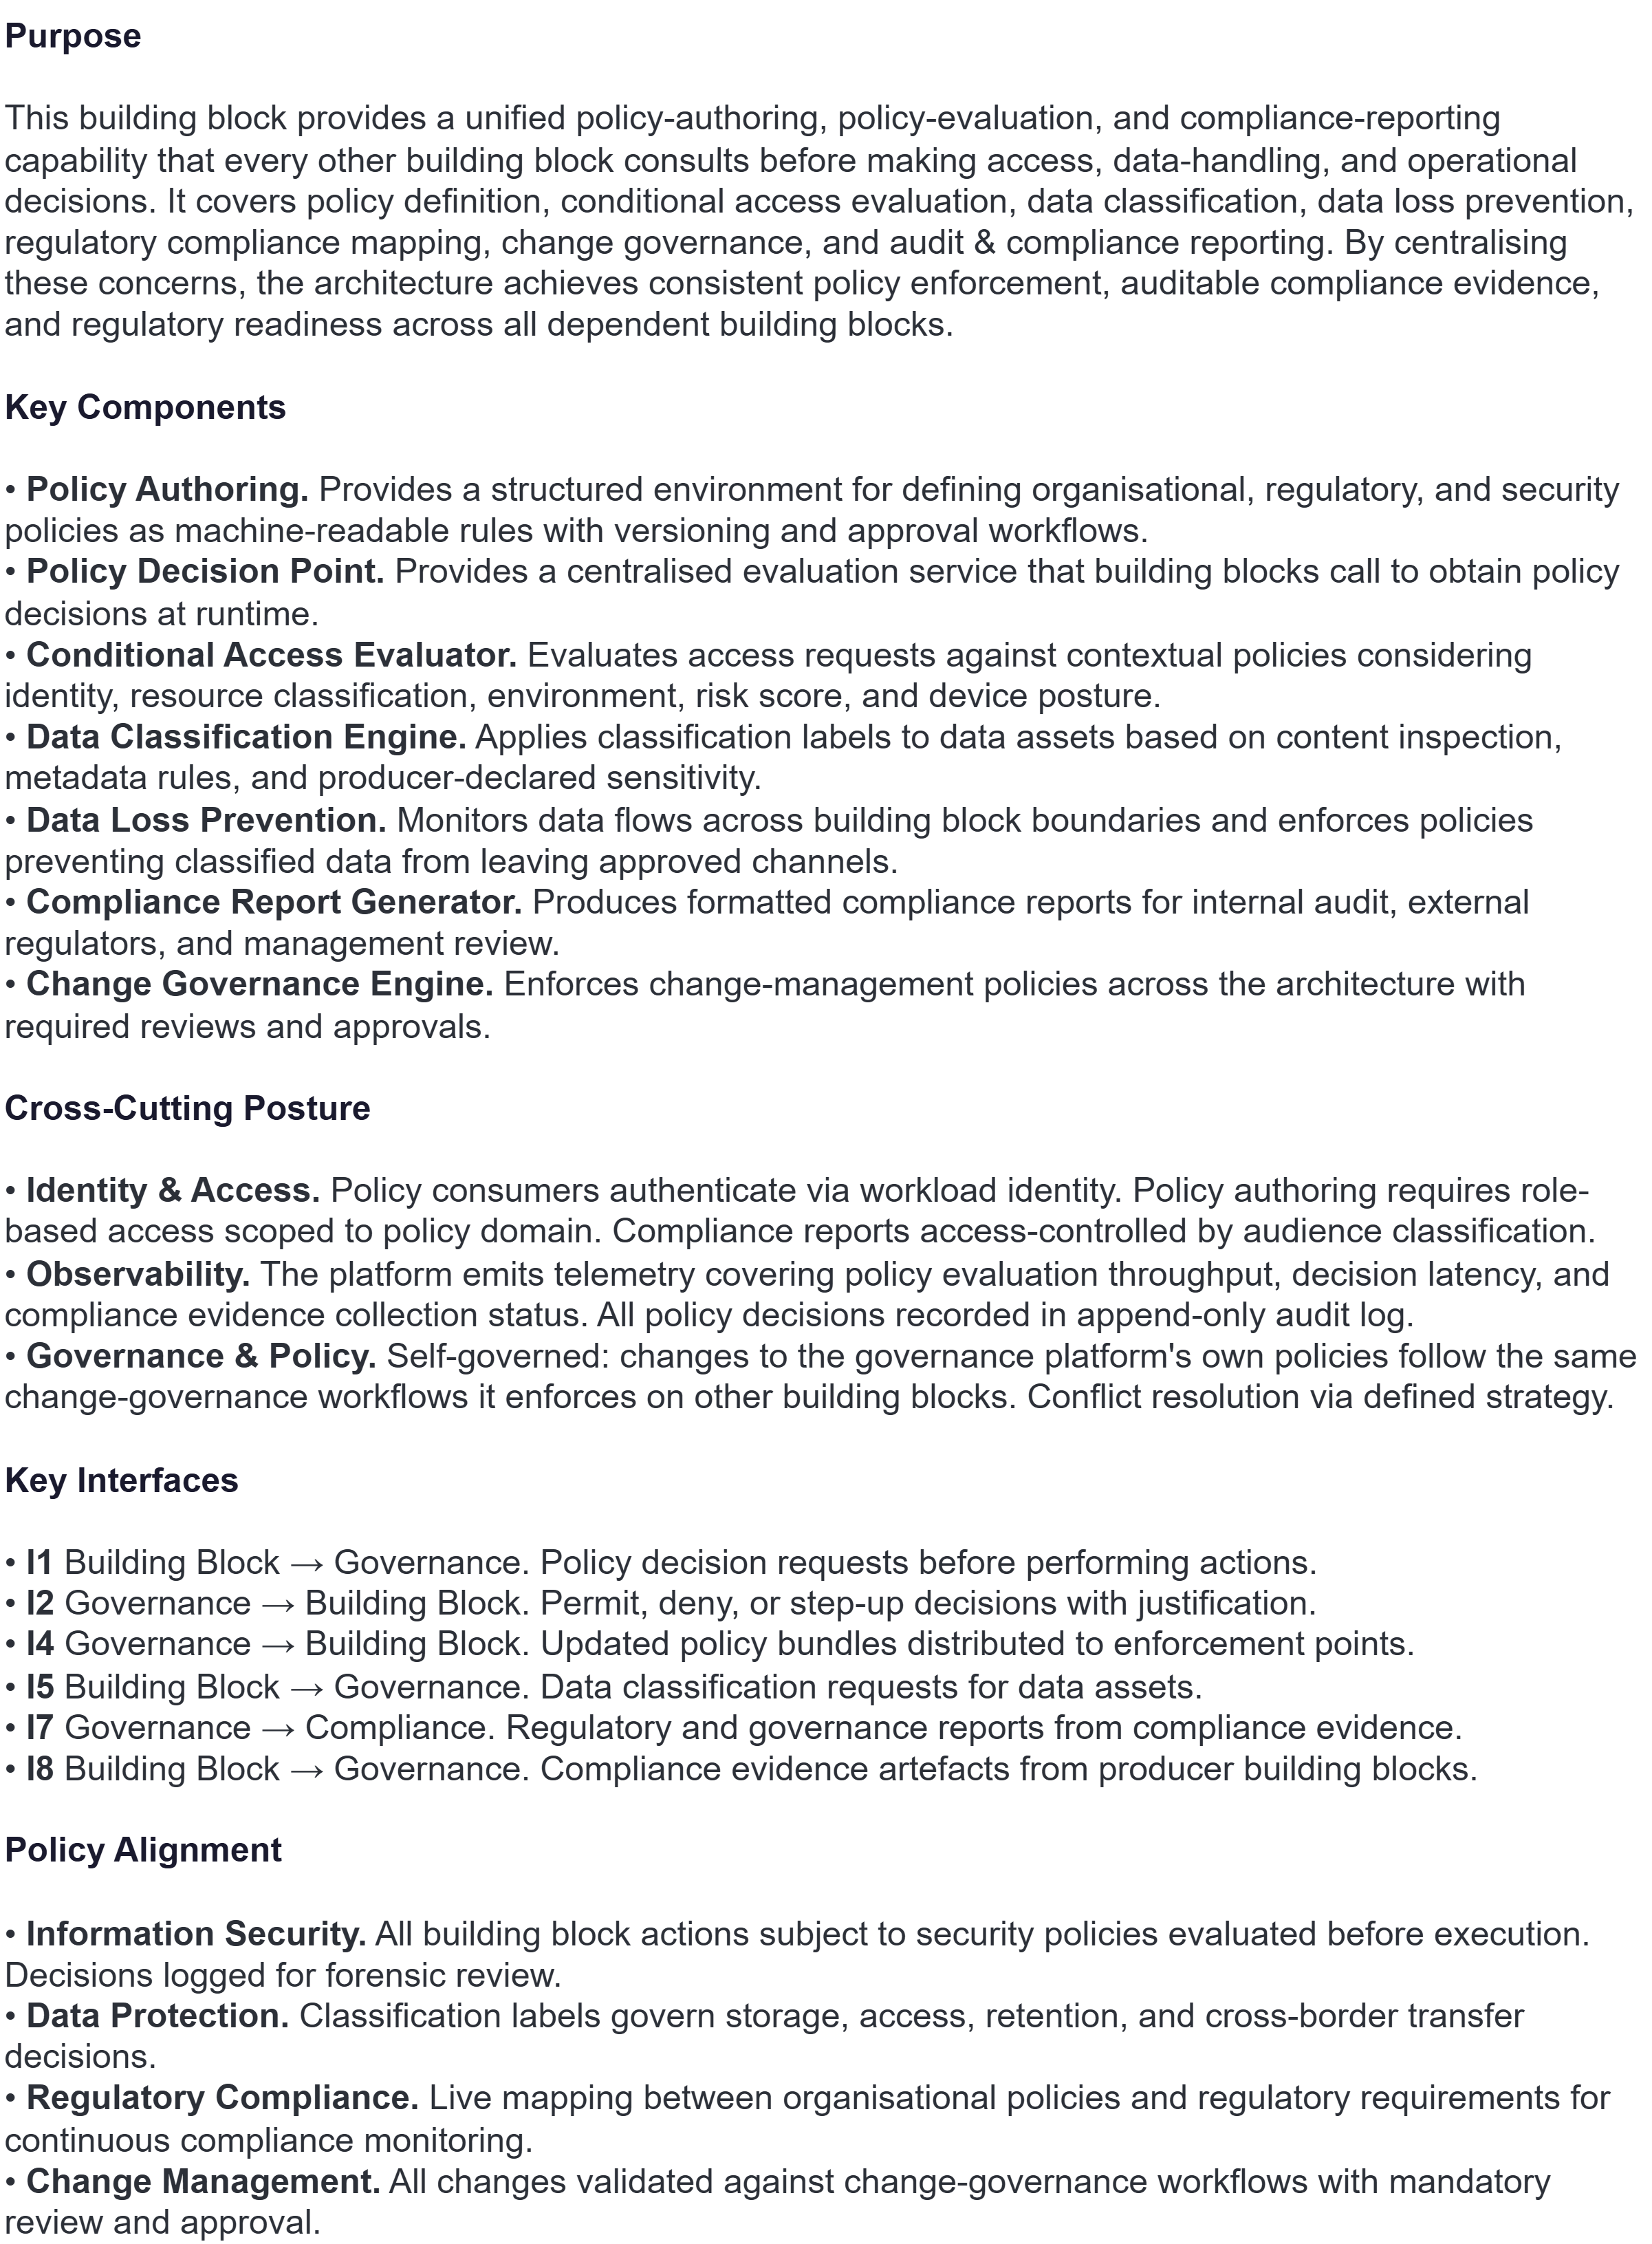 Purpose
This building block provides a unified policy-authoring, policy-evaluation, and compliance-reporting
capability that every other building block consults before making access, data-handling, and operational
decisions. It covers policy definition, conditional access evaluation, data classification, data loss prevention,
regulatory compliance mapping, change governance, and audit & compliance reporting. By centralising
these concerns, the architecture achieves consistent policy enforcement, auditable compliance evidence,
and regulatory readiness across all dependent building blocks.
Key Components
• Policy Authoring. Provides a structured environment for defining organisational, regulatory, and security
policies as machine-readable rules with versioning and approval workflows.
• Policy Decision Point. Provides a centralised evaluation service that building blocks call to obtain policy
decisions at runtime.
• Conditional Access Evaluator. Evaluates access requests against contextual policies considering
identity, resource classification, environment, risk score, and device posture.
• Data Classification Engine. Applies classification labels to data assets based on content inspection,
metadata rules, and producer-declared sensitivity.
• Data Loss Prevention. Monitors data flows across building block boundaries and enforces policies
preventing classified data from leaving approved channels.
• Compliance Report Generator. Produces formatted compliance reports for internal audit, external
regulators, and management review.
• Change Governance Engine. Enforces change-management policies across the architecture with
required reviews and approvals.
Cross-Cutting Posture
• Identity & Access. Policy consumers authenticate via workload identity. Policy authoring requires role-
based access scoped to policy domain. Compliance reports access-controlled by audience classification.
• Observability. The platform emits telemetry covering policy evaluation throughput, decision latency, and
compliance evidence collection status. All policy decisions recorded in append-only audit log.
• Governance & Policy. Self-governed: changes to the governance platform's own policies follow the same
change-governance workflows it enforces on other building blocks. Conflict resolution via defined strategy.
Key Interfaces
• I1 Building Block → Governance. Policy decision requests before performing actions.
• I2 Governance → Building Block. Permit, deny, or step-up decisions with justification.
• I4 Governance → Building Block. Updated policy bundles distributed to enforcement points.
• I5 Building Block → Governance. Data classification requests for data assets.
• I7 Governance → Compliance. Regulatory and governance reports from compliance evidence.
• I8 Building Block → Governance. Compliance evidence artefacts from producer building blocks.
Policy Alignment
• Information Security. All building block actions subject to security policies evaluated before execution.
Decisions logged for forensic review.
• Data Protection. Classification labels govern storage, access, retention, and cross-border transfer
decisions.
• Regulatory Compliance. Live mapping between organisational policies and regulatory requirements for
continuous compliance monitoring.
• Change Management. All changes validated against change-governance workflows with mandatory
review and approval.